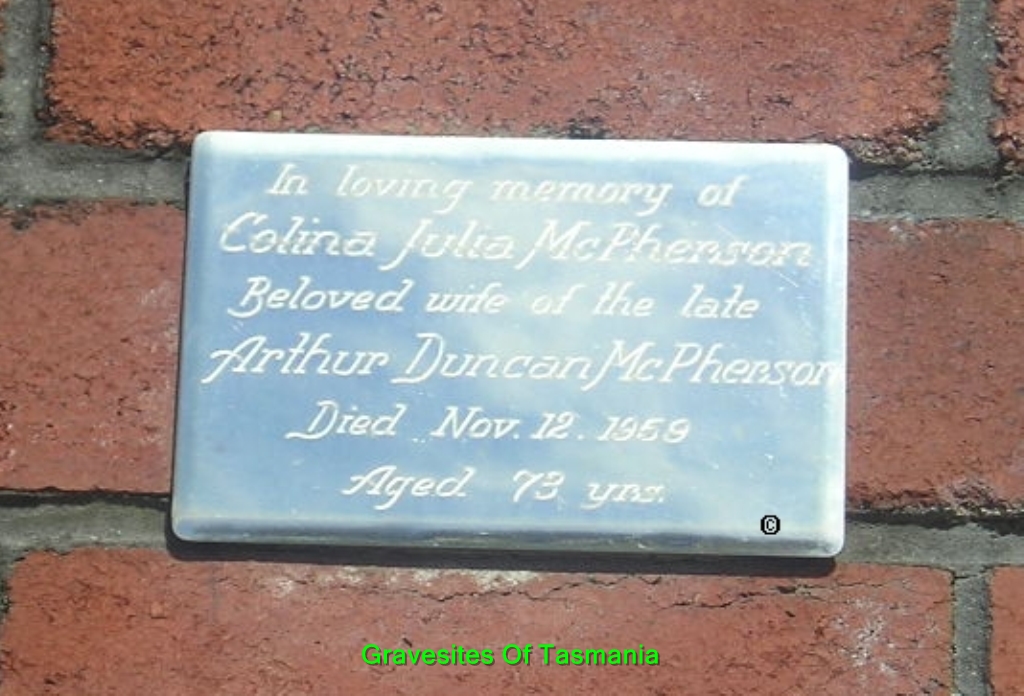 In loving memory of
Colina Julia McPherson
Beloved wife of the late
Arthur Duncan McPherson
Died Nov. 12. 1959
Aged 73 yrs.
©
Gravesites Of Tasmania